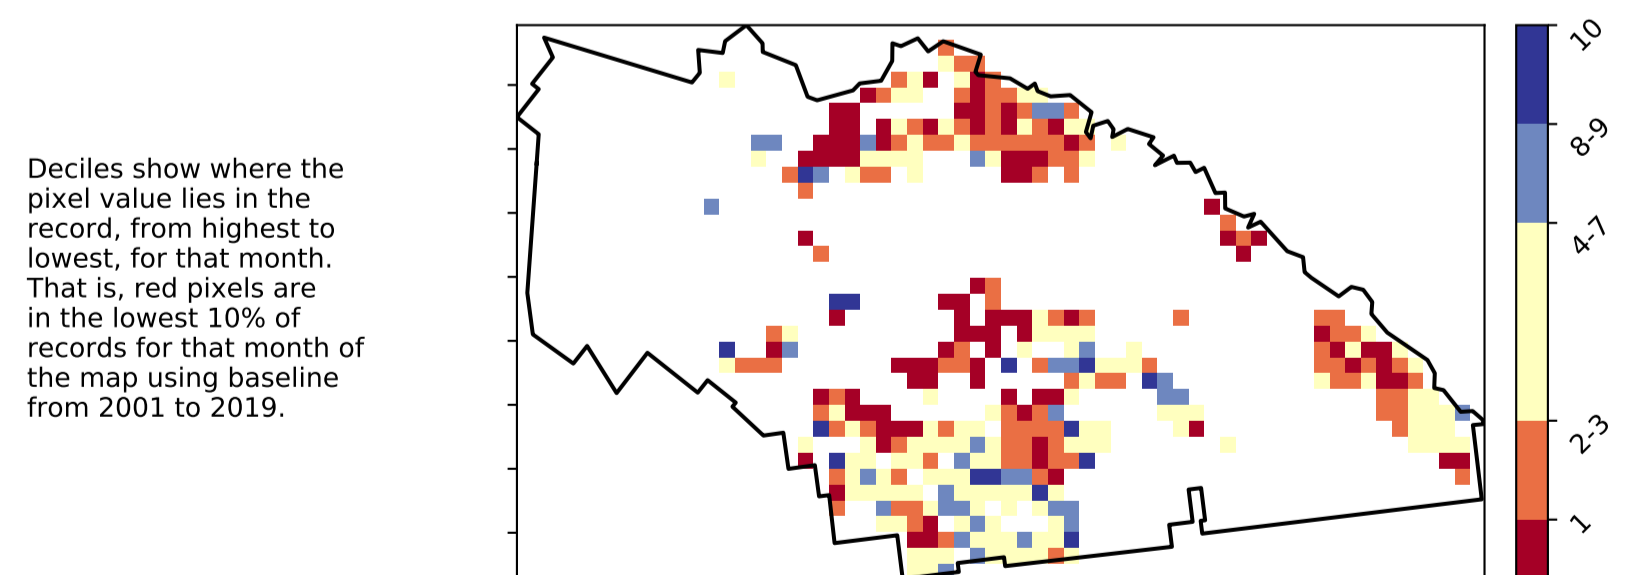 Deciles show where the
pixel value lies in the
record, from highest to
lowest, for that month.
That is, red pixels are
in the lowest 10% of
records for that month of
the map using baseline
from 2001 to 2019.
10
8-9
4-7
2-3
1